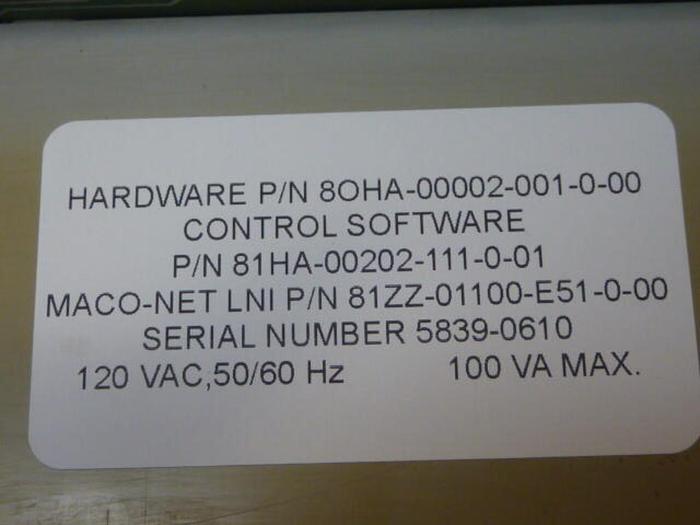 HARDWARE P/N 8OHA-00002-001-0-00
CONTROL SOFTWARE
P/N 81HA-00202-111-0-01
MACO-NET LNI P/N 81ZZ-01100-E51-0-00
SERIAL NUMBER 5839-0610
120 VAC,50/60 Hz 100 VA MAX.